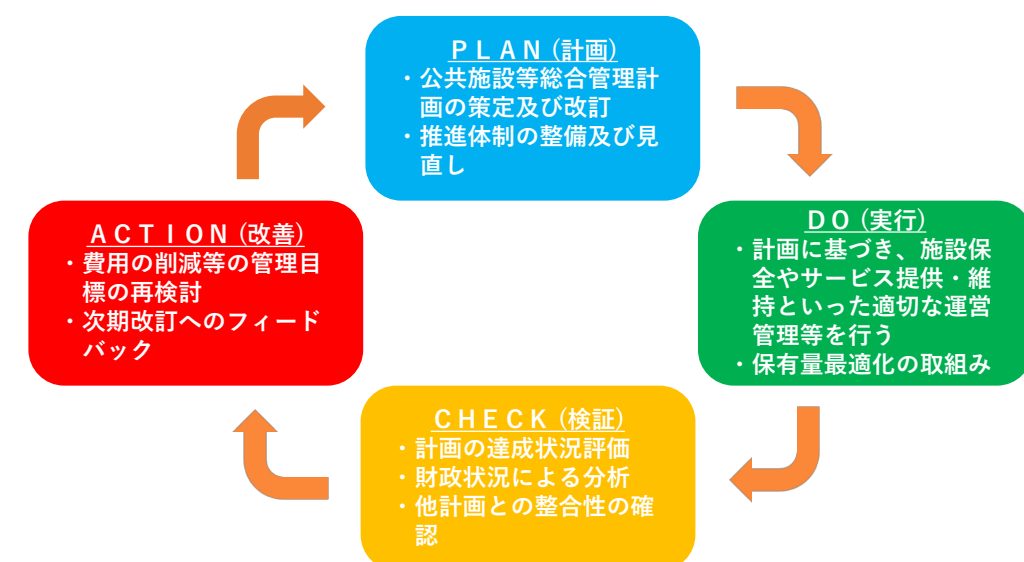 ＰＬＡＮ(計画)
・公共施設等総合管理計
画の策定及び改訂
・推進体制の整備及び見
直し
ＤＯ(実行)
・計画に基づき、施設保
全やサービス提供・維
持といった適切な運営
管理等を行う
・保有量最適化の取組み
ＣＨＥＣＫ(検証)
・計画の達成状況評価
・財政状況による分析
・他計画との整合性の確
認
ＡＣＴＩＯＮ(改善)
・費用の削減等の管理目
標の再検討
・次期改訂へのフィード
バック